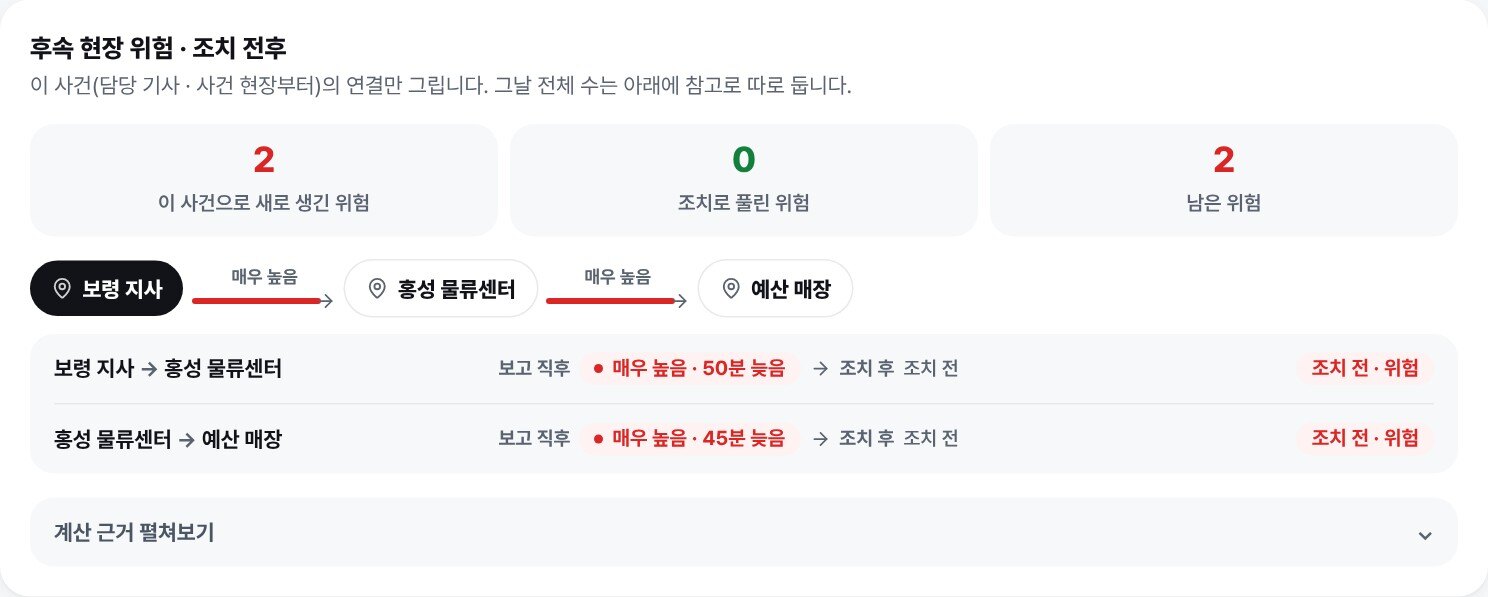 후속 현장 위험 · 조치 전후
이 사건(담당 기사 · 사건 현장부터)의 연결만 그립니다. 그날 전체 수는 아래에 참고로 따로 둡니다.
2
이 사건으로 새로 생긴 위험
0
조치로 풀린 위험
2
남은 위험
보령 지사
매우 높음
홍성 물류센터
매우 높음
예산 매장
보령 지사 → 홍성 물류센터 보고 직후 매우 높음 · 50분 늦음 → 조치 후 조치 전 조치 전 · 위험
홍성 물류센터 → 예산 매장 보고 직후 매우 높음 · 45분 늦음 → 조치 후 조치 전 조치 전 · 위험
계산 근거 펼쳐보기